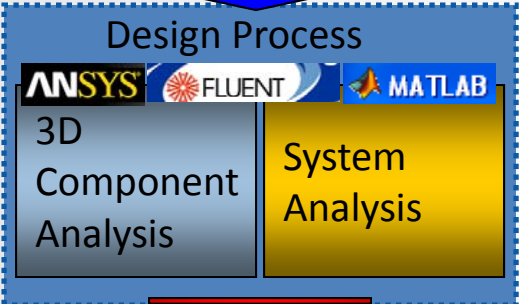 Design Process
ANSYS FLUENT MATLAB
3D
Component
Analysis
System
Analysis